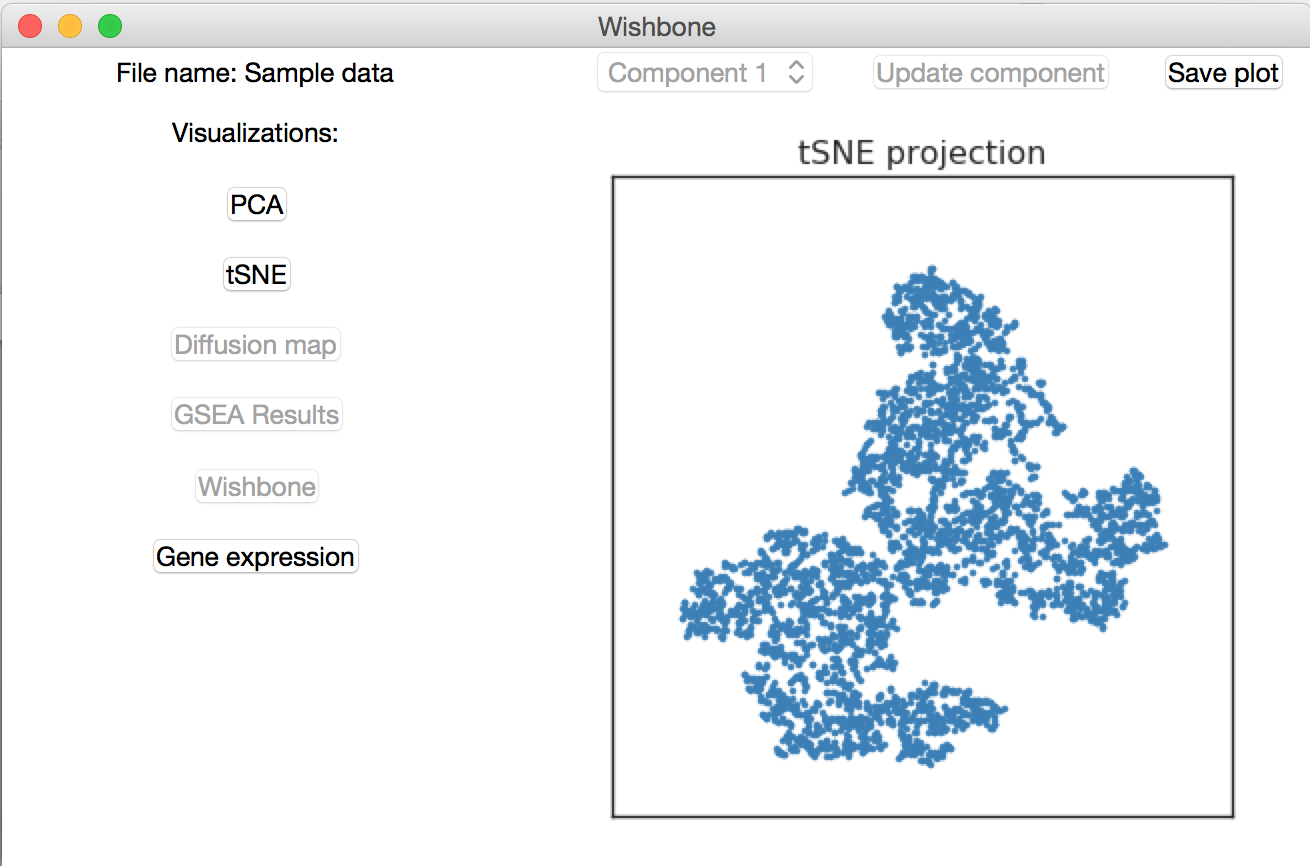 Wishbone
File name: Sample data
Component 1
Update component
Save plot
Visualizations:
PCA
tSNE
Diffusion map
GSEA Results
Wishbone
Gene expression
tSNE projection